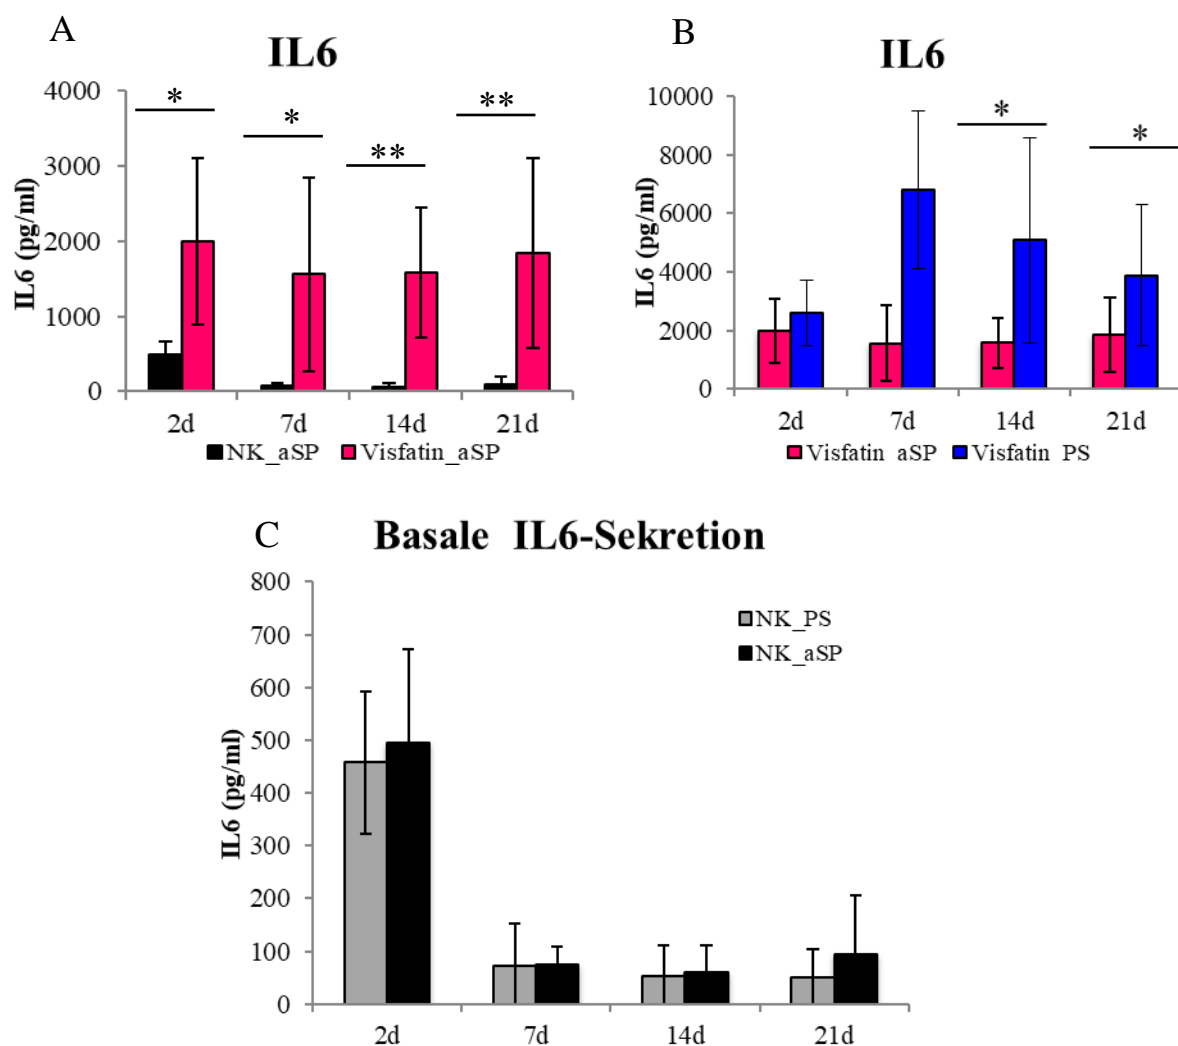 A
IL6
4000
3000
2000
1000
0
IL6 (pg/ml)
*
*
**
**
2d 7d 14d 21d
NK_aSP Visfatin_aSP
B
IL6
10000
8000
6000
4000
2000
0
IL6 (pg/ml)
*
*
2d 7d 14d 21d
Visfatin aSP Visfatin PS
C
Basale IL6-Sekretion
800
700
600
500
400
300
200
100
0
IL6 (pg/ml)
NK_PS
NK_aSP
2d 7d 14d 21d